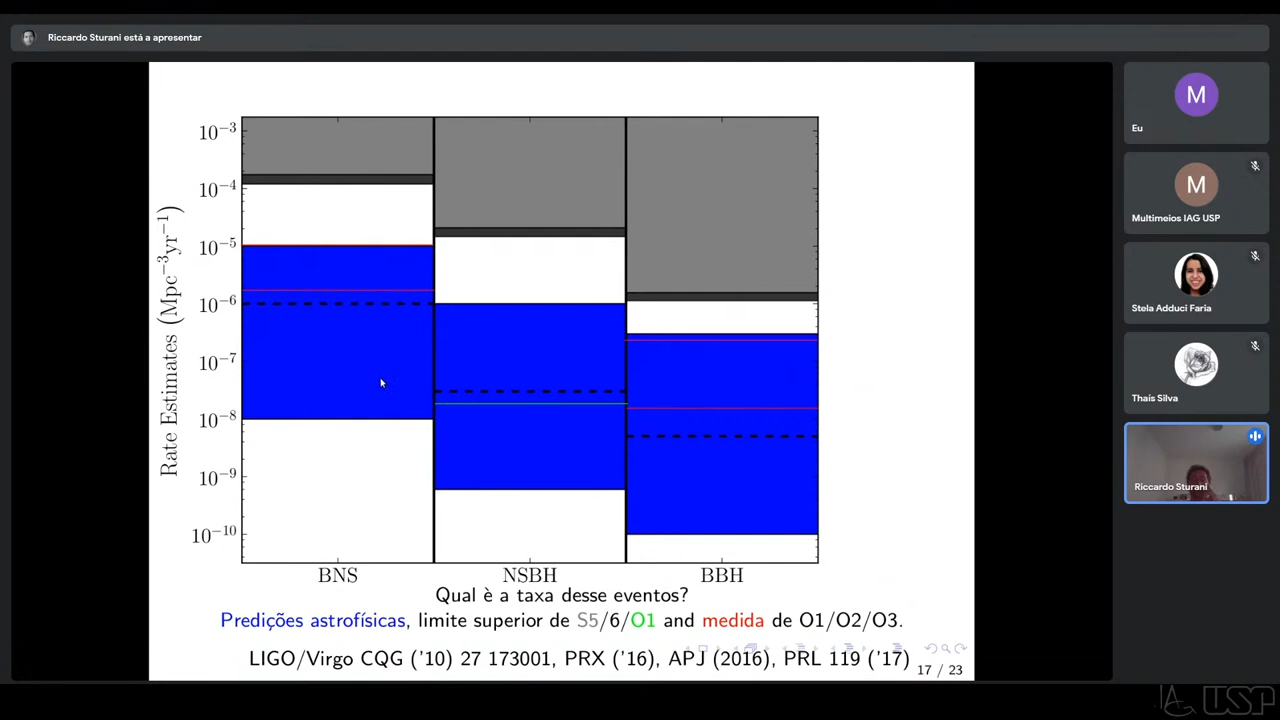 Riccardo Sturani está a apresentar
M
Eu
M
Multimeios IAG USP
Stela Adduci Faria
Thaís Silva
Riccardo Sturani
Rate Estimates (Mpc⁻³yr⁻¹)
10⁻³
10⁻⁴
10⁻⁵
10⁻⁶
10⁻⁷
10⁻⁸
10⁻⁹
10⁻¹⁰
BNS NSBH BBH
Qual è a taxa desse eventos?
Predições astrofísicas, limite superior de S5/6/O1 and medida de O1/O2/O3.
LIGO/Virgo CQG ('10) 27 173001, PRX ('16), APJ (2016), PRL 119 ('17)
17 / 23
USP